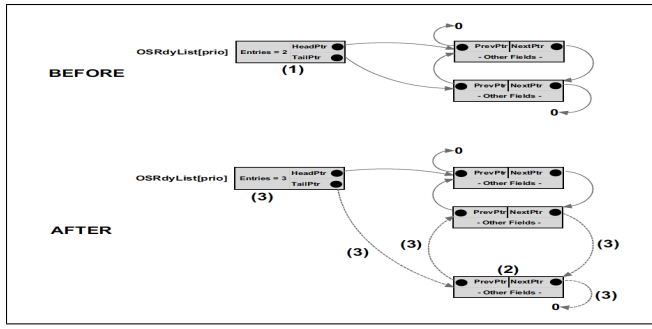 0
HeadPtr
OSRdyList[prio]
Entries = 2
TailPtr
PrevPtr NextPtr
- Other Fields -
(1)
BEFORE
PrevPtr NextPtr
- Other Fields -
0
0
HeadPtr
OSRdyList[prio]
Entries = 3
TailPtr
PrevPtr NextPtr
- Other Fields -
(3)
PrevPtr NextPtr
- Other Fields -
AFTER
(3)
(3)
(3)
(2)
PrevPtr NextPtr
- Other Fields -
(3)
0